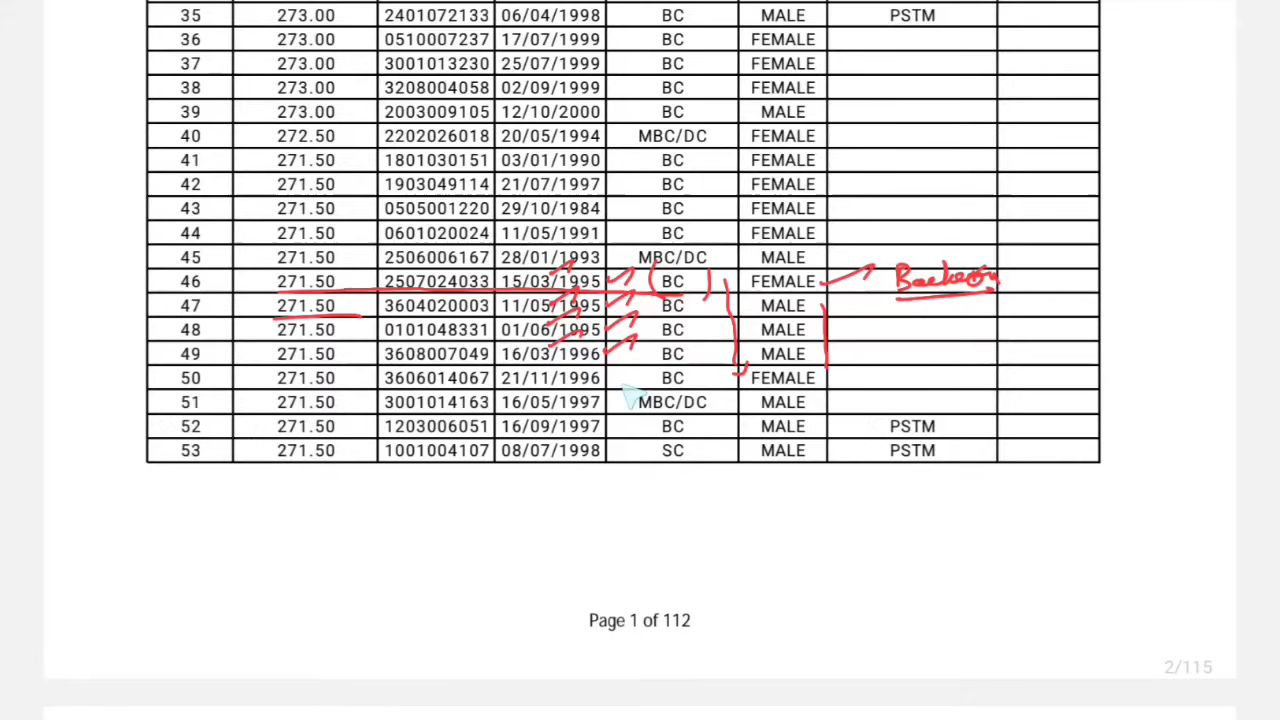 35 273.00 2401072133 06/04/1998 BC MALE PSTM
36 273.00 0510007237 17/07/1999 BC FEMALE
37 273.00 3001013230 25/07/1999 BC FEMALE
38 273.00 3208004058 02/09/1999 BC FEMALE
39 273.00 2003009105 12/10/2000 BC MALE
40 272.50 2202026018 20/05/1994 MBC/DC FEMALE
41 271.50 1801030151 03/01/1990 BC FEMALE
42 271.50 1903049114 21/07/1997 BC FEMALE
43 271.50 0505001220 29/10/1984 BC FEMALE
44 271.50 0601020024 11/05/1991 BC FEMALE
45 271.50 2506006167 28/01/1993 MBC/DC MALE
46 271.50 2507024033 15/03/1995 BC FEMALE
47 271.50 3604020003 11/05/1995 BC MALE
48 271.50 0101048331 01/06/1995 BC MALE
49 271.50 3608007049 16/03/1996 BC MALE
50 271.50 3606014067 21/11/1996 BC FEMALE
51 271.50 3001014163 16/05/1997 MBC/DC MALE
52 271.50 1203006051 16/09/1997 BC MALE PSTM
53 271.50 1001004107 08/07/1998 SC MALE PSTM
Page 1 of 112
2/115